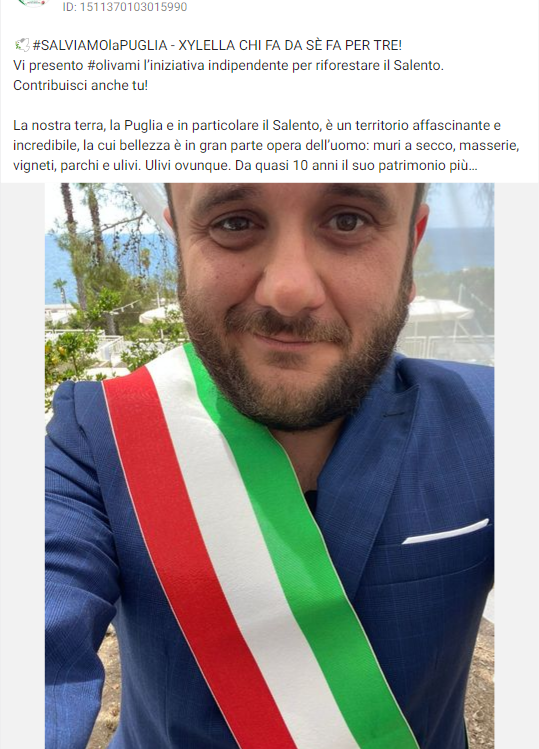 ID: 1511370103015990
🕊️#SALVIAMOlaPUGLIA - XYLELLA CHI FA DA SÈ FA PER TRE!
Vi presento #olivami l’iniziativa indipendente per riforestare il Salento.
Contribuisci anche tu!
La nostra terra, la Puglia e in particolare il Salento, è un territorio affascinante e
incredibile, la cui bellezza è in gran parte opera dell’uomo: muri a secco, masserie,
vigneti, parchi e ulivi. Ulivi ovunque. Da quasi 10 anni il suo patrimonio più...